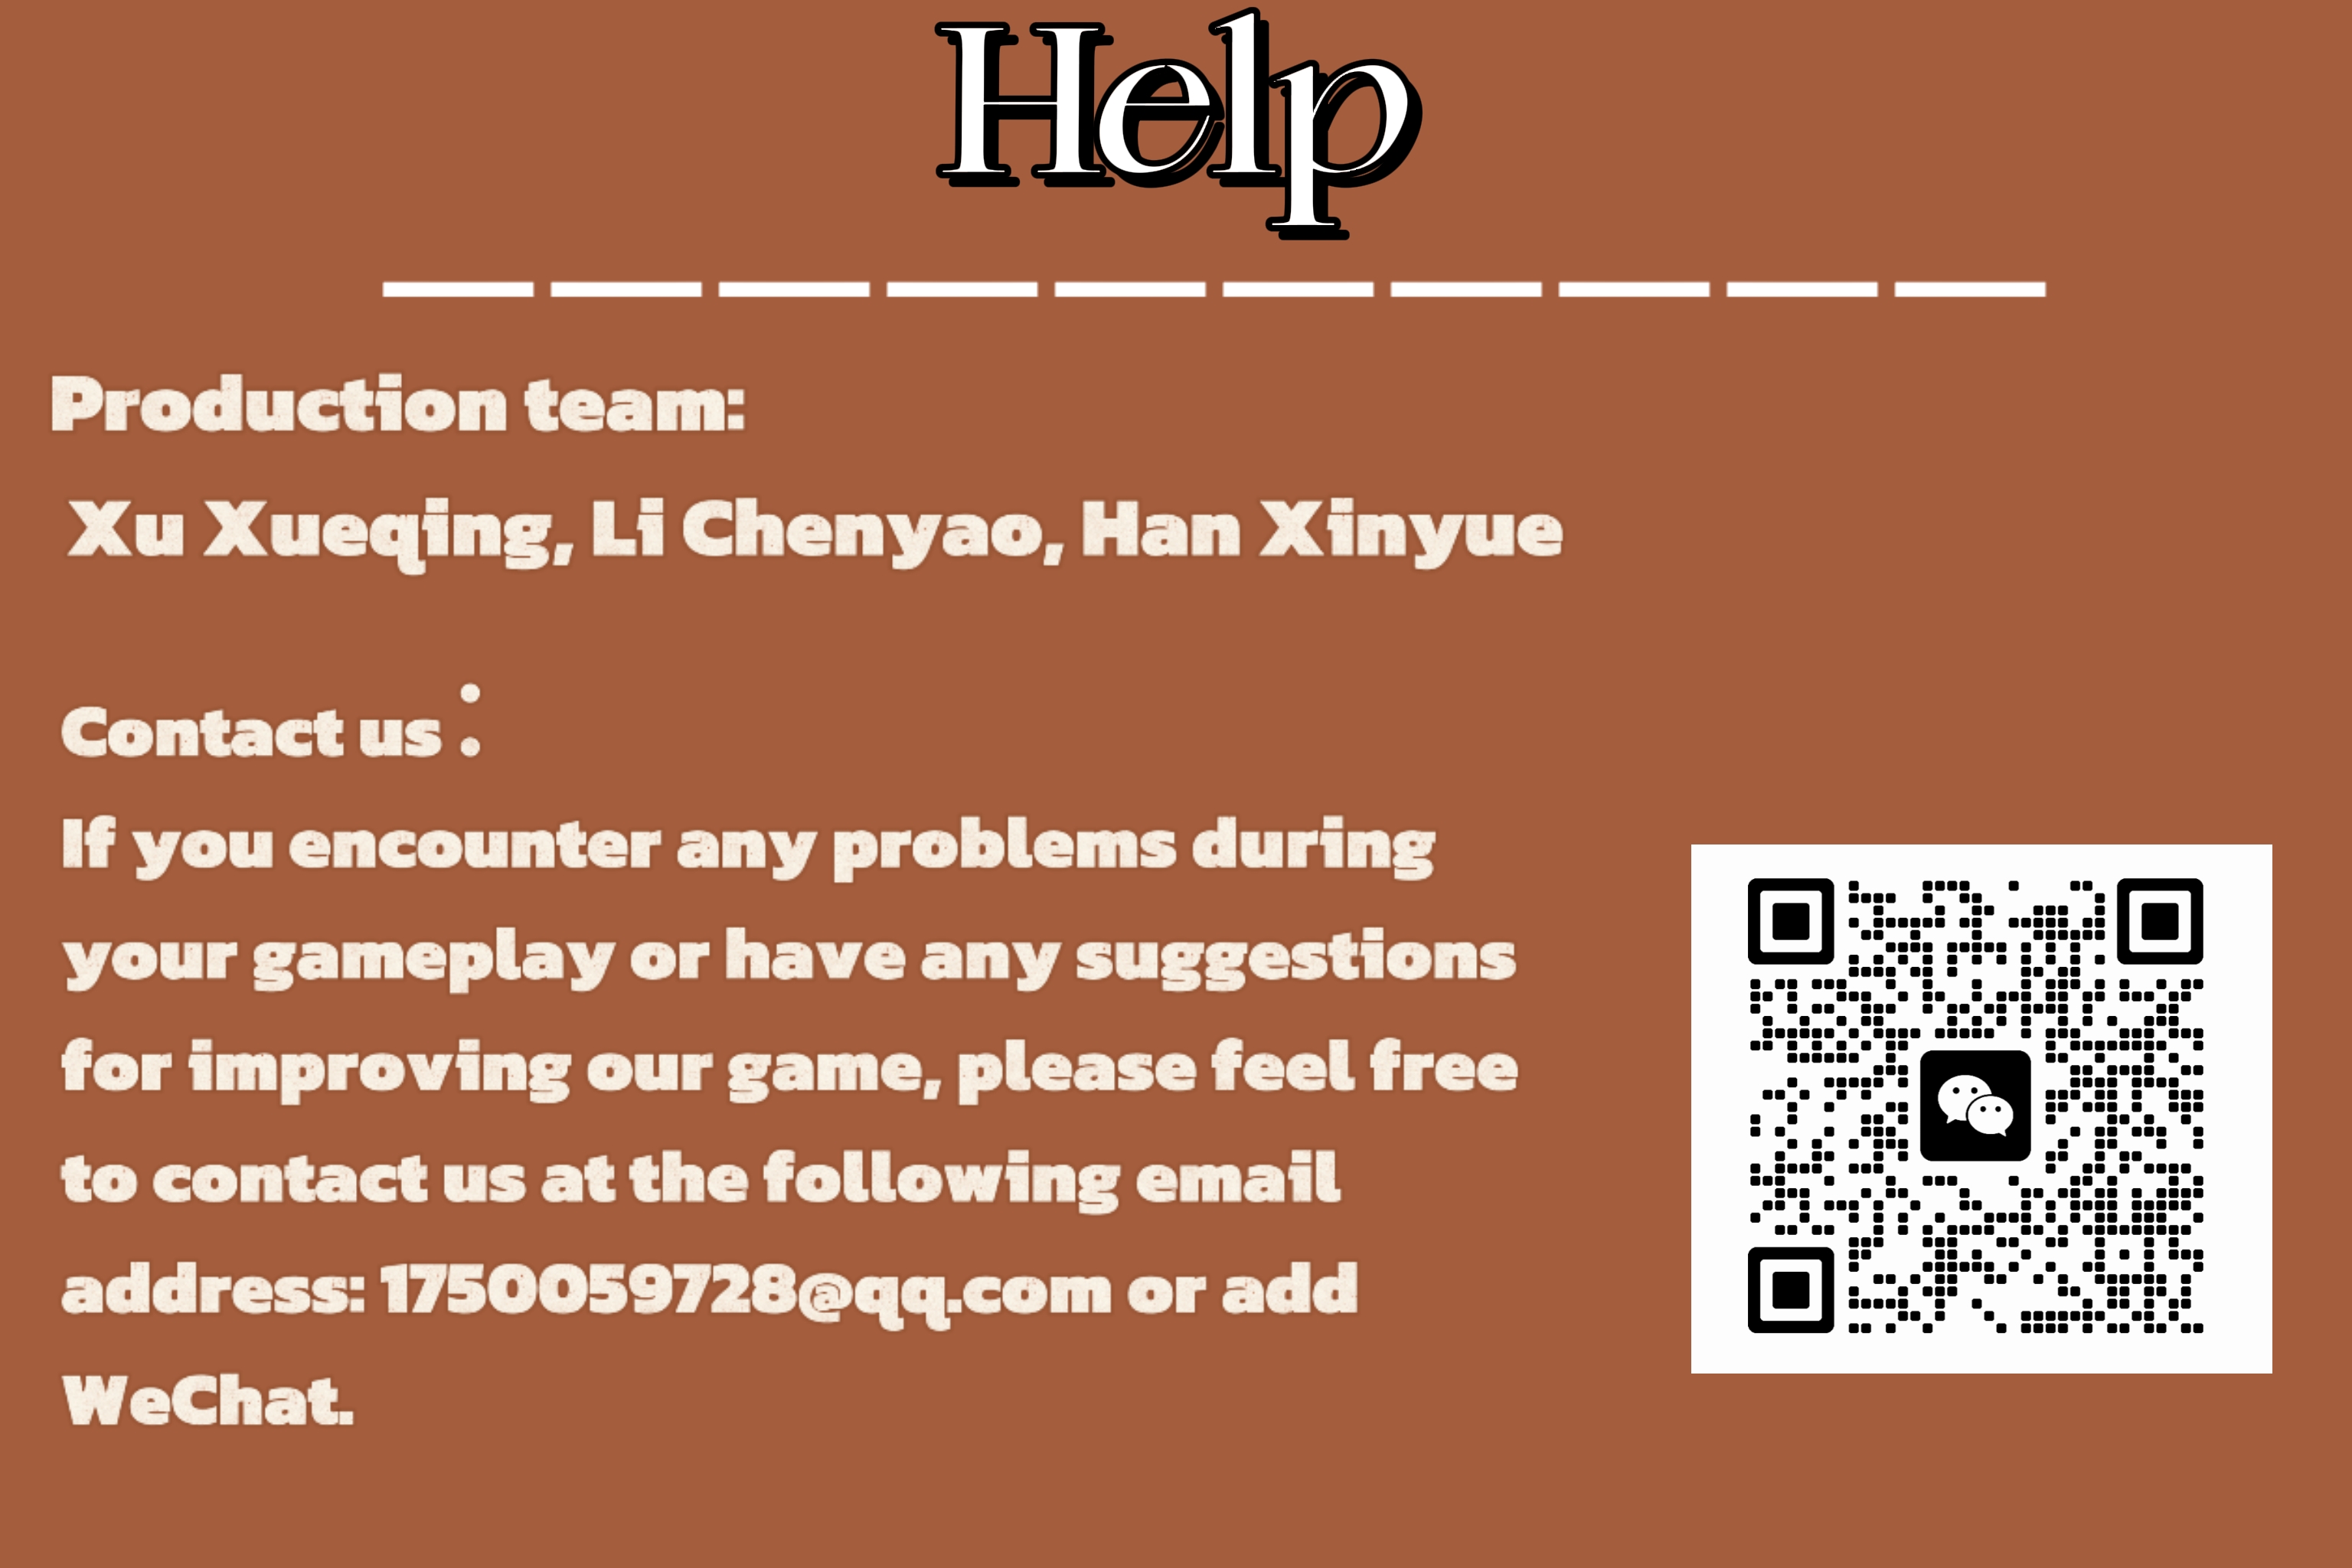 Help
Production team:
Xu Xueqing, Li Chenyao, Han Xinyue
Contact us：
If you encounter any problems during
your gameplay or have any suggestions
for improving our game, please feel free
to contact us at the following email
address: 1750059728@qq.com or add
WeChat.